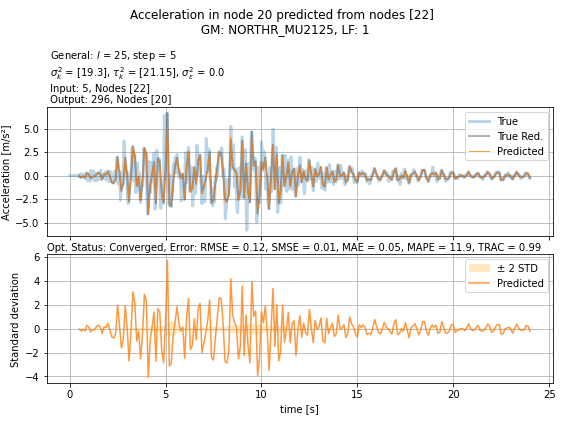 Acceleration in node 20 predicted from nodes [22]
GM: NORTHR_MU2125, LF: 1
General: l = 25, step = 5
σ²ₖ = [19.3], τ²ₖ = [21.15], σ²ε = 0.0
Input: 5, Nodes [22]
Output: 296, Nodes [20]
Acceleration [m/s²]
5.0
2.5
0.0
−2.5
−5.0
True
True Red.
Predicted
Opt. Status: Converged, Error: RMSE = 0.12, SMSE = 0.01, MAE = 0.05, MAPE = 11.9, TRAC = 0.99
Standard deviation
6
4
2
0
−2
−4
± 2 STD
Predicted
0 5 10 15 20 25
time [s]